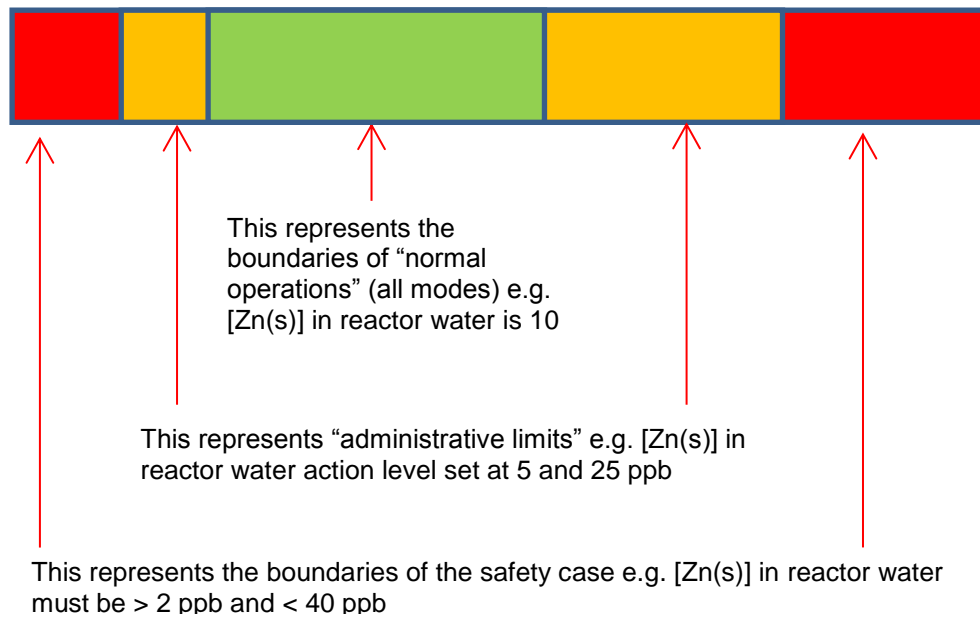 This represents the
boundaries of “normal
operations” (all modes) e.g.
[Zn(s)] in reactor water is 10
This represents “administrative limits” e.g. [Zn(s)] in
reactor water action level set at 5 and 25 ppb
This represents the boundaries of the safety case e.g. [Zn(s)] in reactor water
must be > 2 ppb and < 40 ppb